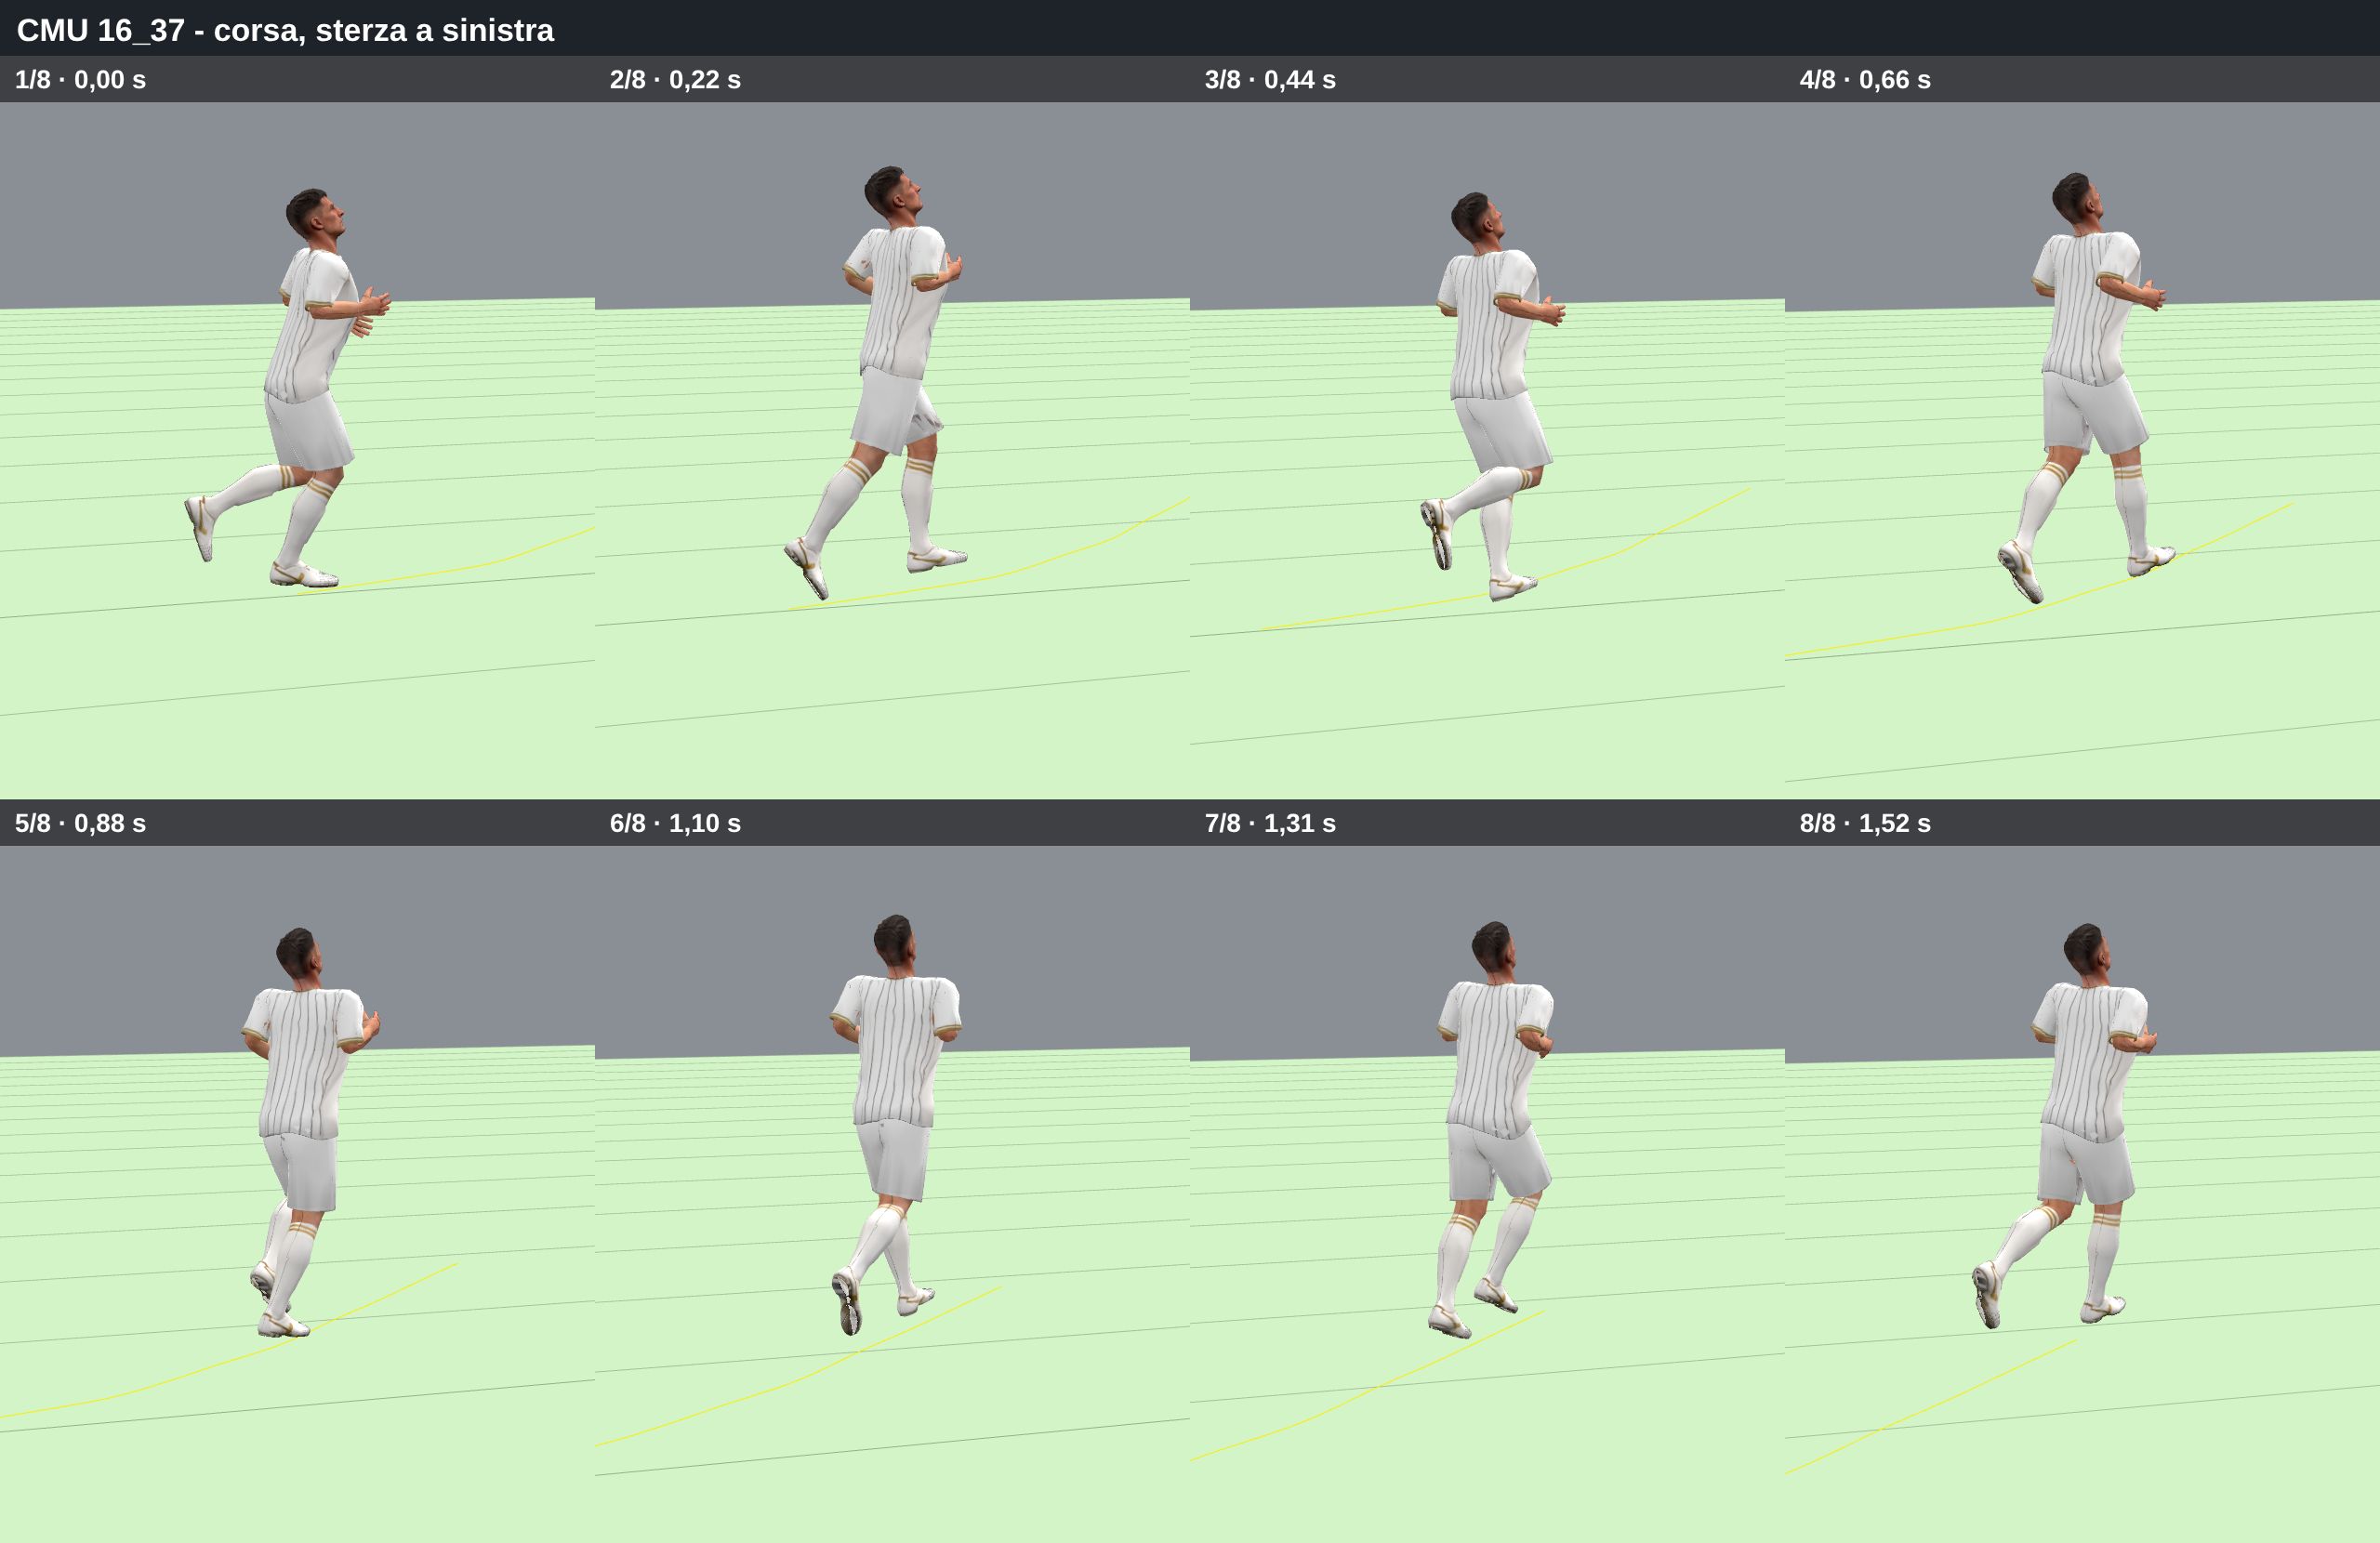 CMU 16_37 - corsa, sterza a sinistra
1/8 · 0,00 s
2/8 · 0,22 s
3/8 · 0,44 s
4/8 · 0,66 s
5/8 · 0,88 s
6/8 · 1,10 s
7/8 · 1,31 s
8/8 · 1,52 s